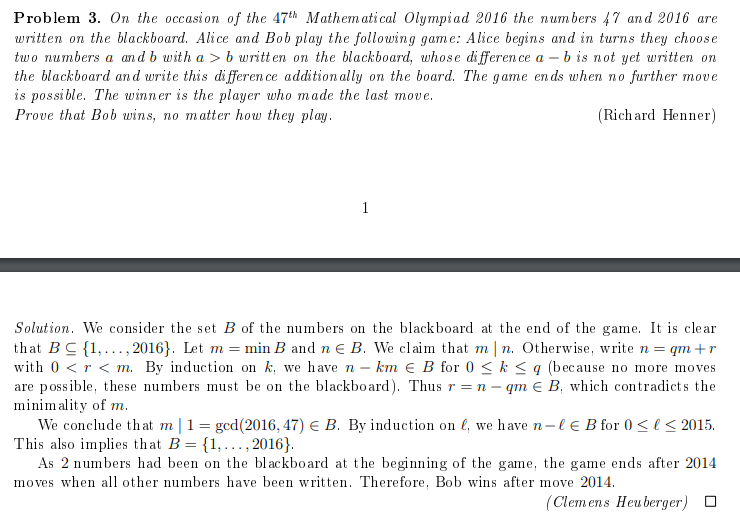 Problem 3. On the occasion of the 47th Mathematical Olympiad 2016 the numbers 47 and 2016 are
written on the blackboard. Alice and Bob play the following game: Alice begins and in turns they choose
two numbers a and b with a > b written on the blackboard, whose difference a − b is not yet written on
the blackboard and write this difference additionally on the board. The game ends when no further move
is possible. The winner is the player who made the last move.
Prove that Bob wins, no matter how they play. (Richard Henner)
1
Solution. We consider the set B of the numbers on the blackboard at the end of the game. It is clear
that B ⊆ {1, . . . , 2016}. Let m = min B and n ∈ B. We claim that m | n. Otherwise, write n = qm + r
with 0 < r < m. By induction on k, we have n − km ∈ B for 0 ≤ k ≤ q (because no more moves
are possible, these numbers must be on the blackboard). Thus r = n − qm ∈ B, which contradicts the
minimality of m.
We conclude that m | 1 = gcd(2016, 47) ∈ B. By induction on ℓ, we have n − ℓ ∈ B for 0 ≤ ℓ ≤ 2015.
This also implies that B = {1, . . . , 2016}.
As 2 numbers had been on the blackboard at the beginning of the game, the game ends after 2014
moves when all other numbers have been written. Therefore, Bob wins after move 2014.
(Clemens Heuberger) □